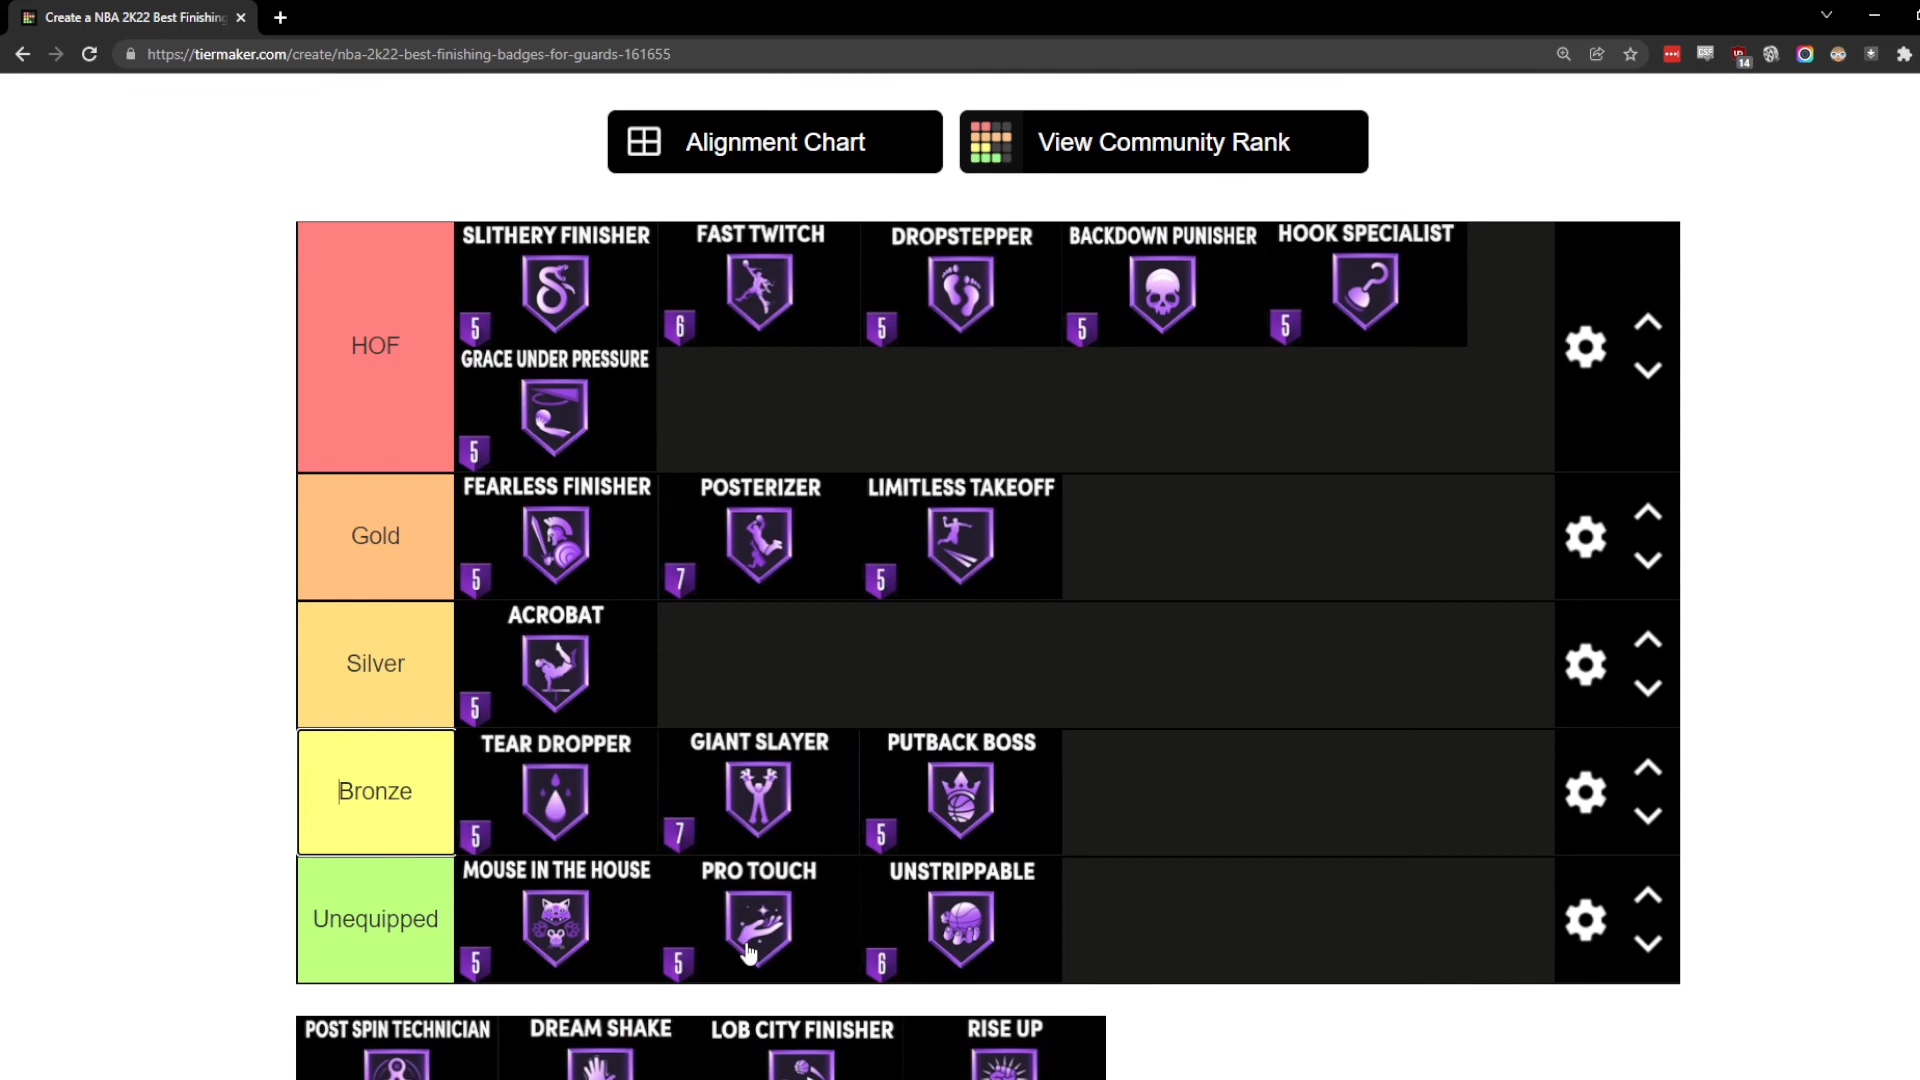 Create a NBA 2K22 Best Finishing
https://tiermaker.com/create/nba-2k22-best-finishing-badges-for-guards-161655
14
Alignment Chart
View Community Rank
HOF
SLITHERY FINISHER
5
FAST TWITCH
6
DROPSTEPPER
5
BACKDOWN PUNISHER
5
HOOK SPECIALIST
5
GRACE UNDER PRESSURE
5
Gold
FEARLESS FINISHER
5
POSTERIZER
7
LIMITLESS TAKEOFF
5
Silver
ACROBAT
5
Bronze
TEAR DROPPER
5
GIANT SLAYER
7
PUTBACK BOSS
5
Unequipped
MOUSE IN THE HOUSE
5
PRO TOUCH
5
UNSTRIPPABLE
6
POST SPIN TECHNICIAN
DREAM SHAKE
LOB CITY FINISHER
RISE UP